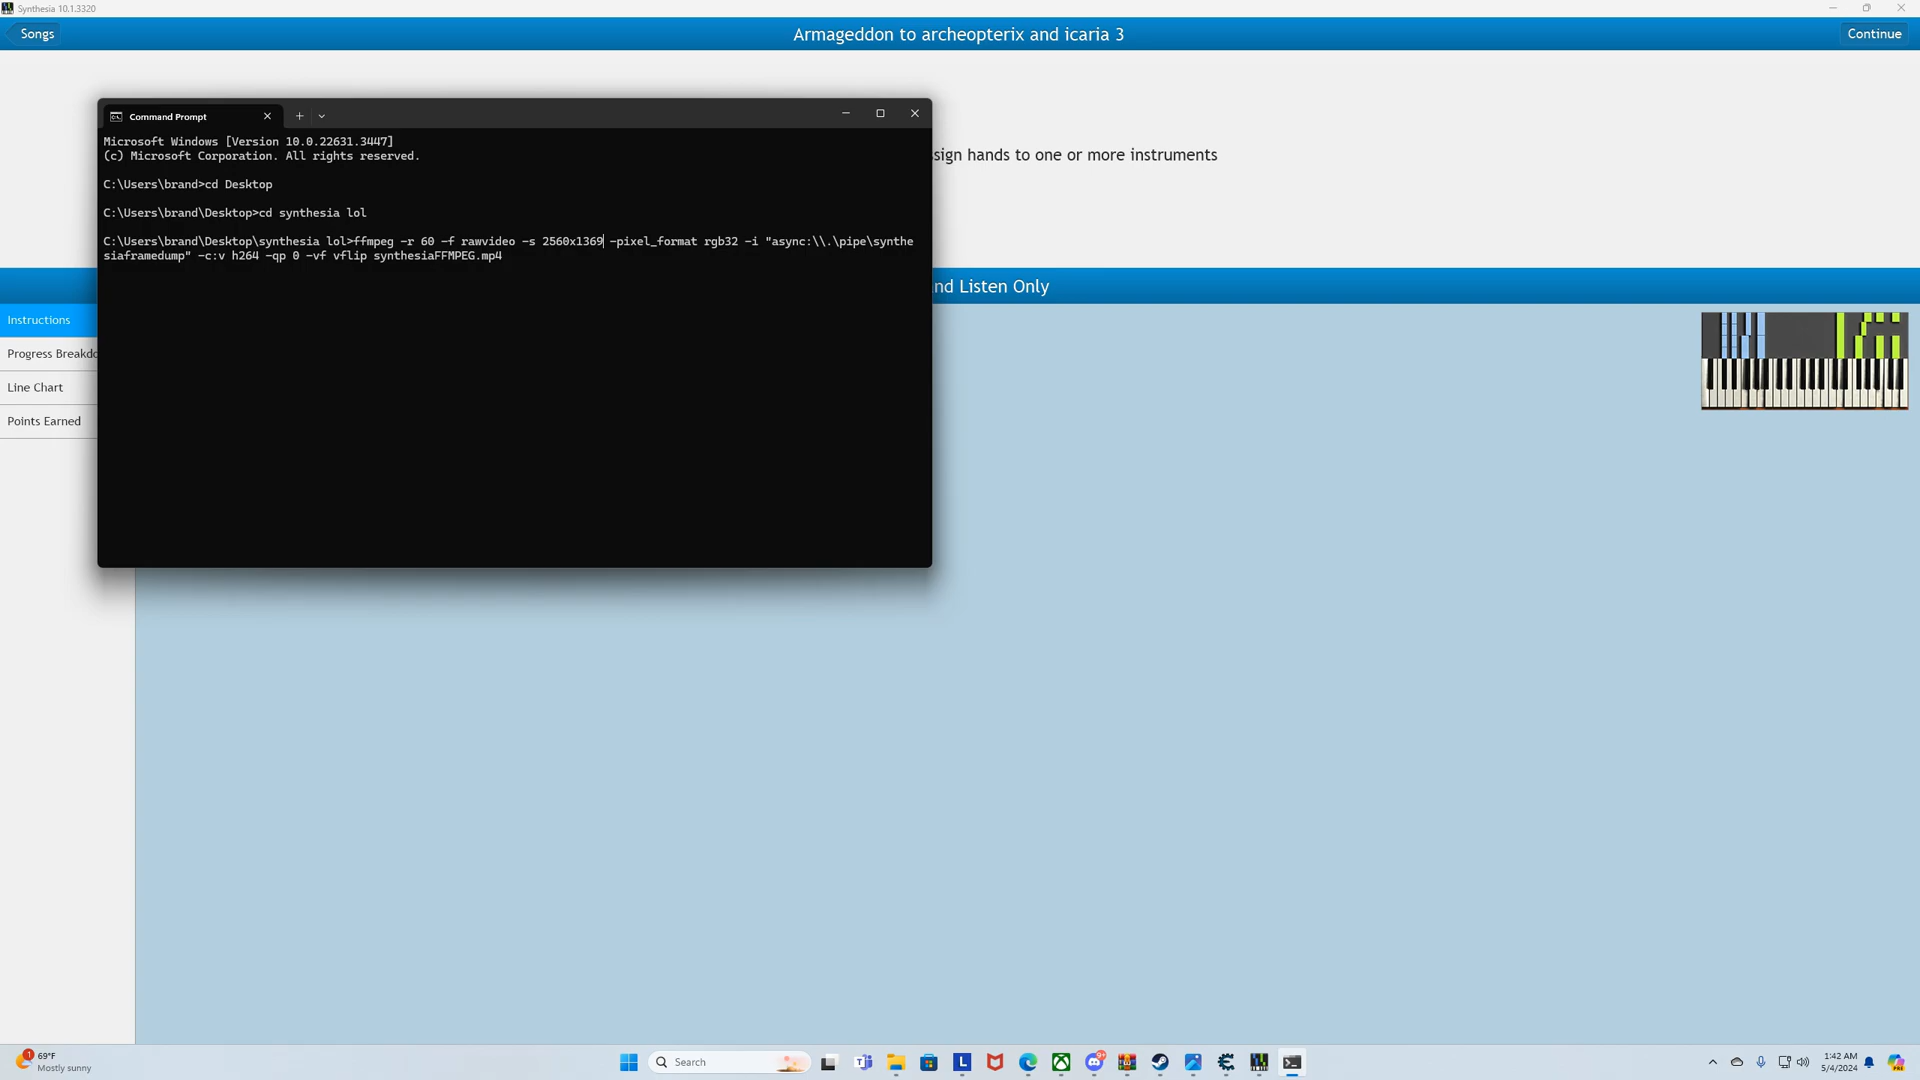 Synthesia 10.1.3320
Songs
Armageddon to archeopterix and icaria 3
Continue
Command Prompt
Microsoft Windows [Version 10.0.22631.3447]
(c) Microsoft Corporation. All rights reserved.
sign hands to one or more instruments
C:\Users\brand>cd Desktop
C:\Users\brand\Desktop>cd synthesia lol
C:\Users\brand\Desktop\synthesia lol>ffmpeg -r 60 -f rawvideo -s 2560x1369 -pixel_format rgb32 -i "async:\\.\pipe\synthe
siaframedump" -c:v h264 -qp 0 -vf vflip synthesiaFFMPEG.mp4
nd Listen Only
Instructions
Progress Breakdo
Line Chart
Points Earned
1
69°F
Mostly sunny
Search
L
9+
1:42 AM
5/4/2024
PRE